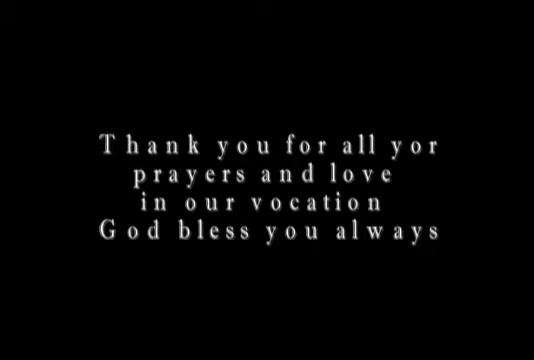 Thank you for all yor
prayers and love
in our vocation
God bless you always